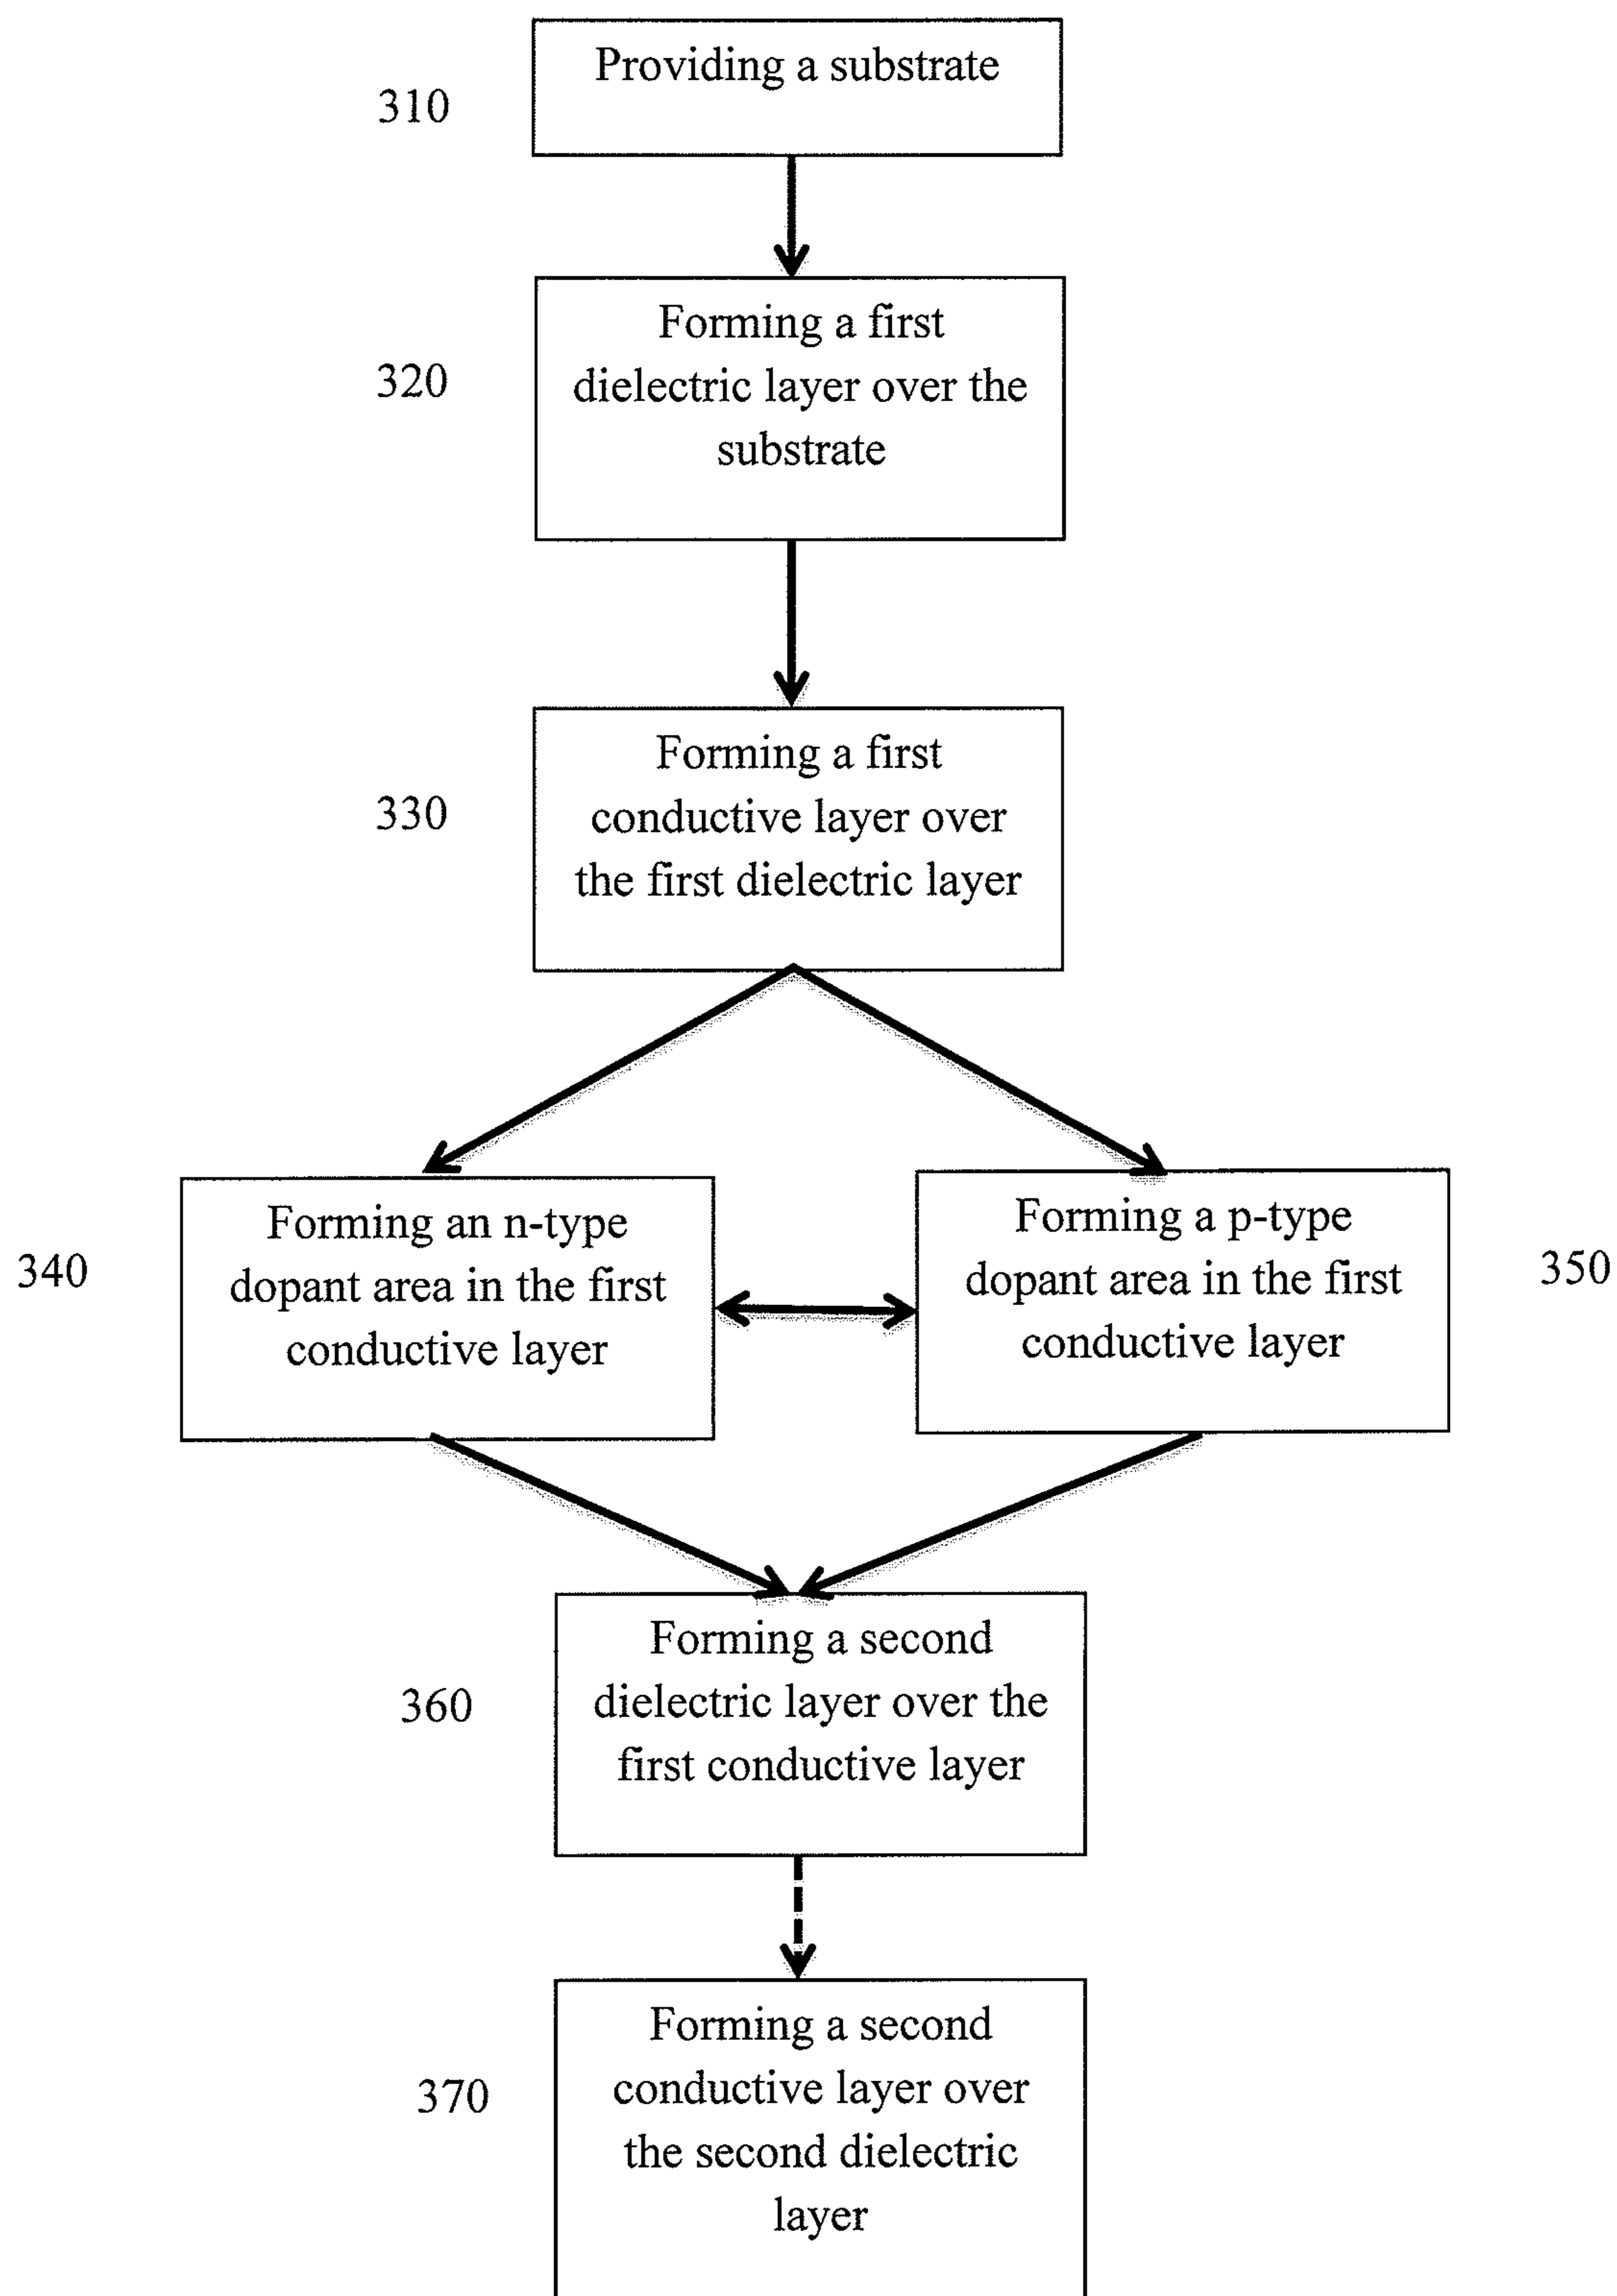 310
Providing a substrate
320
Forming a first
dielectric layer over the
substrate
330
Forming a first
conductive layer over
the first dielectric layer
340
Forming an n-type
dopant area in the first
conductive layer
Forming a p-type
dopant area in the first
conductive layer
350
360
Forming a second
dielectric layer over the
first conductive layer
370
Forming a second
conductive layer over
the second dielectric
layer